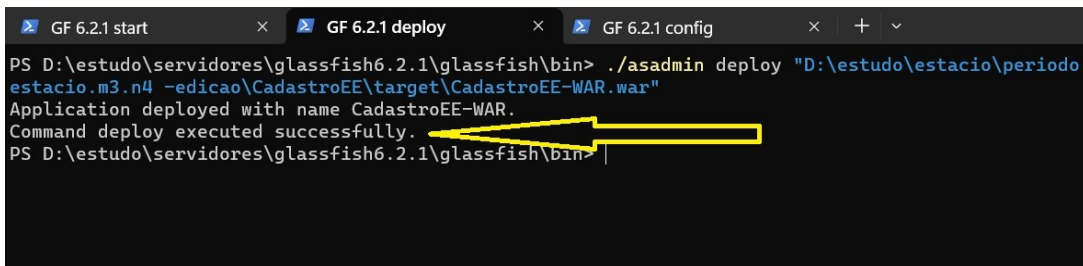 GF 6.2.1 start
GF 6.2.1 deploy
GF 6.2.1 config
PS D:\estudo\servidores\glassfish6.2.1\glassfish\bin> ./asadmin deploy "D:\estudo\estacio\periodo
estacio.m3.n4 -edicao\CadastroEE\target\CadastroEE-WAR.war"
Application deployed with name CadastroEE-WAR.
Command deploy executed successfully.
PS D:\estudo\servidores\glassfish6.2.1\glassfish\bin>